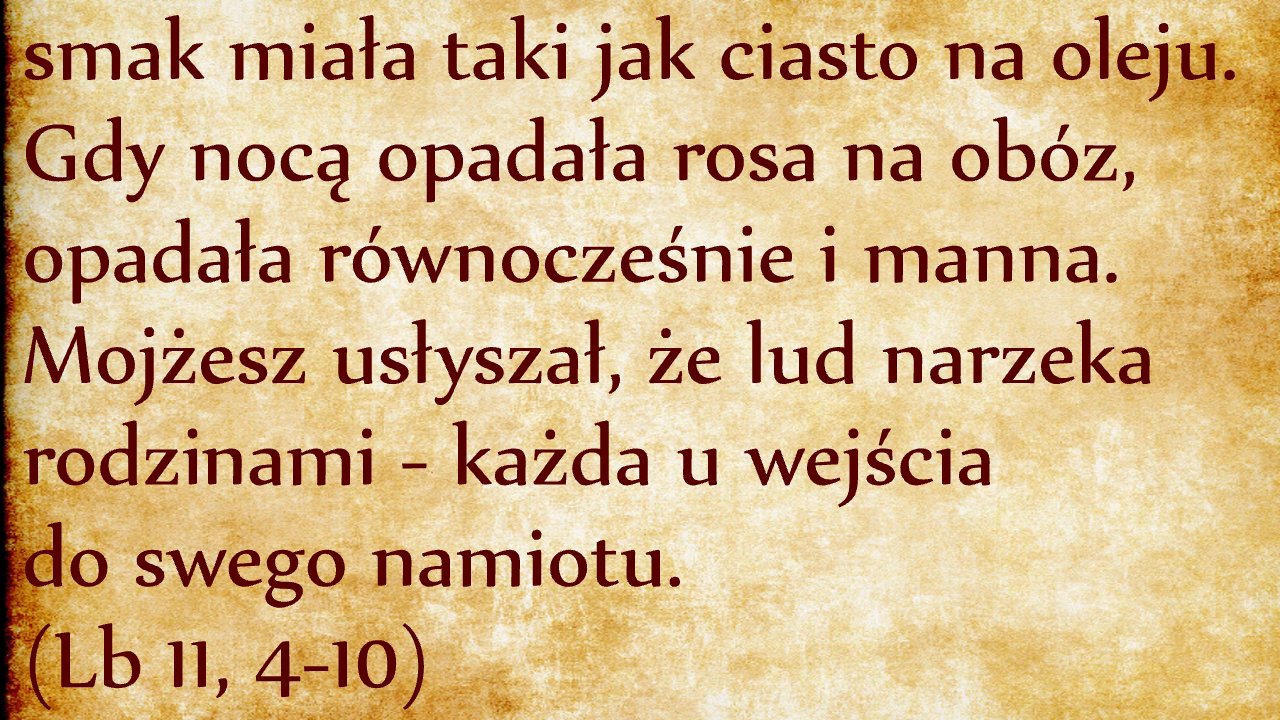 smak miała taki jak ciasto na oleju.
Gdy nocą opadała rosa na obóz,
opadała równocześnie i manna.
Mojżesz usłyszał, że lud narzeka
rodzinami - każda u wejścia
do swego namiotu.
(Lb 11, 4-10)